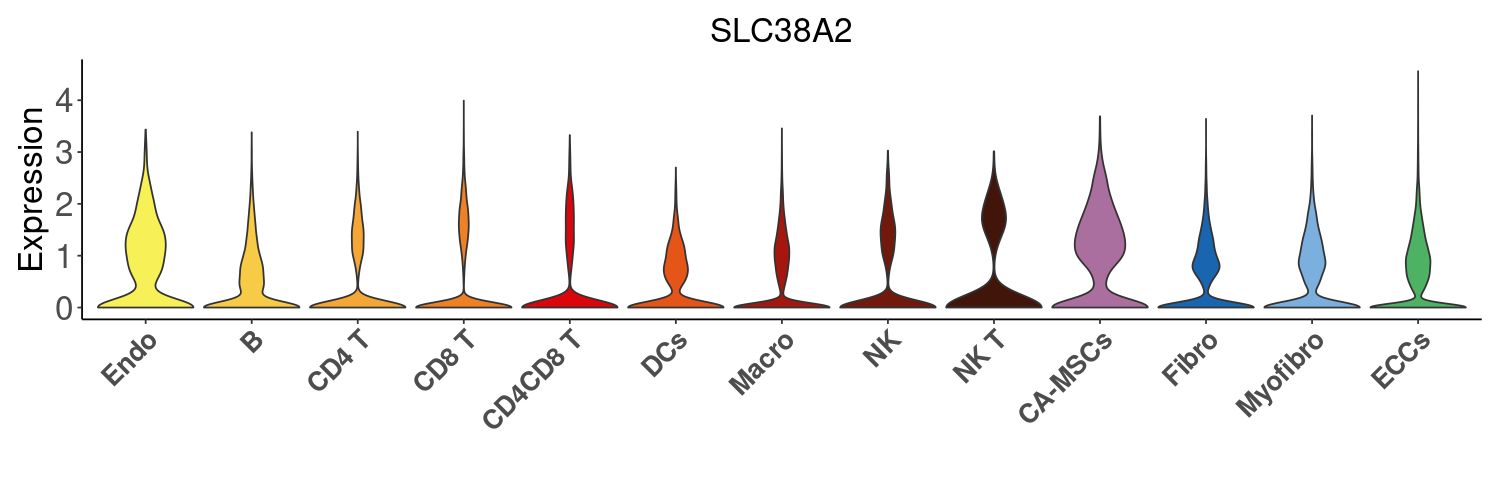 SLC38A2
Expression
4
3
2
1
0
Endo
B
CD4 T
CD8 T
CD4CD8 T
DCs
Macro
NK
NK T
CA-MSCs
Fibro
Myofibro
ECCs